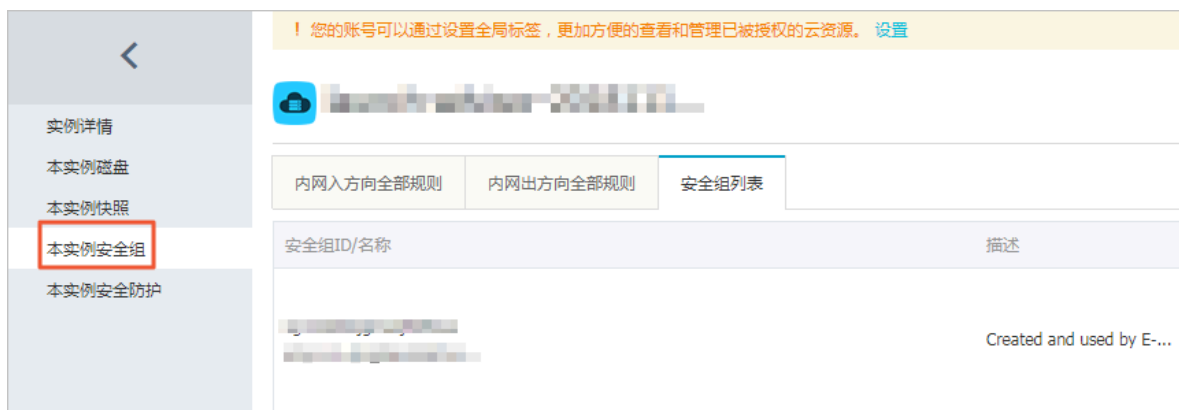 ! 您的账号可以通过设置全局标签，更加方便的查看和管理已被授权的云资源。 设置
实例详情
本实例磁盘
本实例快照
本实例安全组
本实例安全防护
内网入方向全部规则 内网出方向全部规则 安全组列表
安全组ID/名称 描述
Created and used by E-...